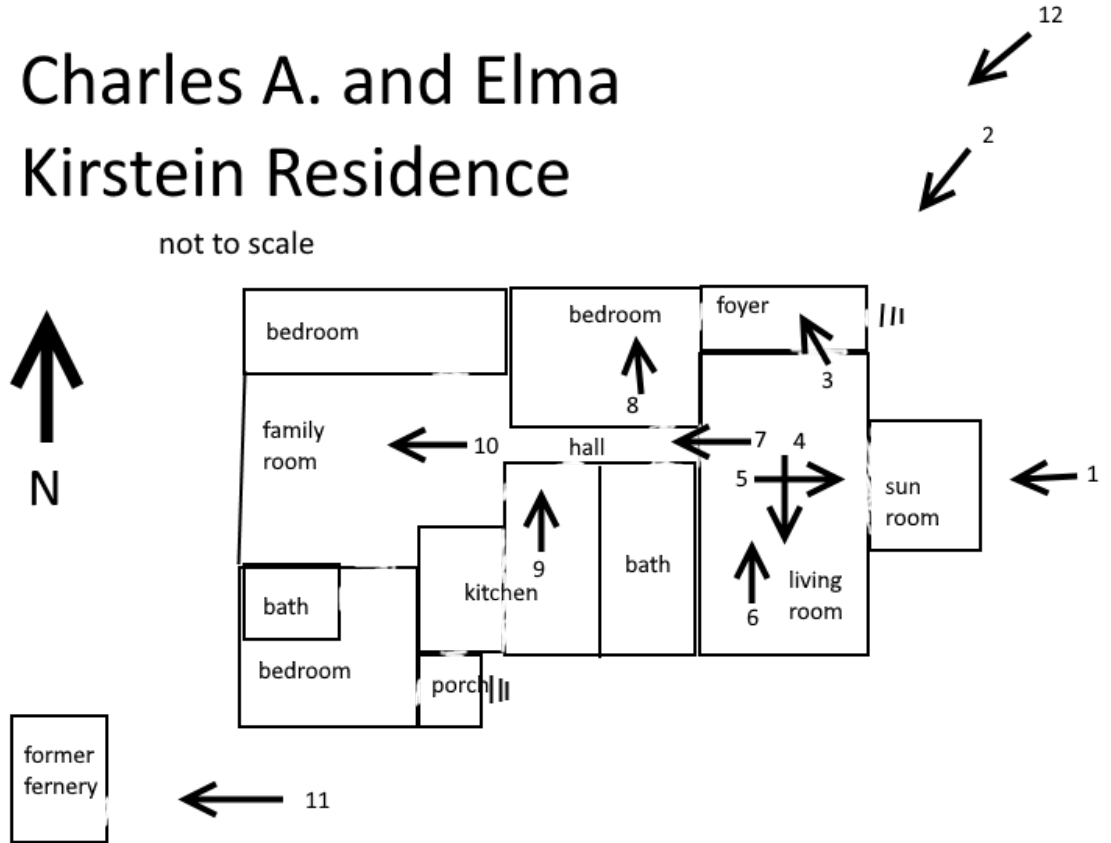 Charles A. and Elma
Kirstein Residence
not to scale
12
2
N
bedroom
bedroom
foyer
3
8
family
room
10
hall
7
4
5
1
sun
room
9
kitchen
bath
living
room
6
bath
bedroom
porch
former
fernery
11